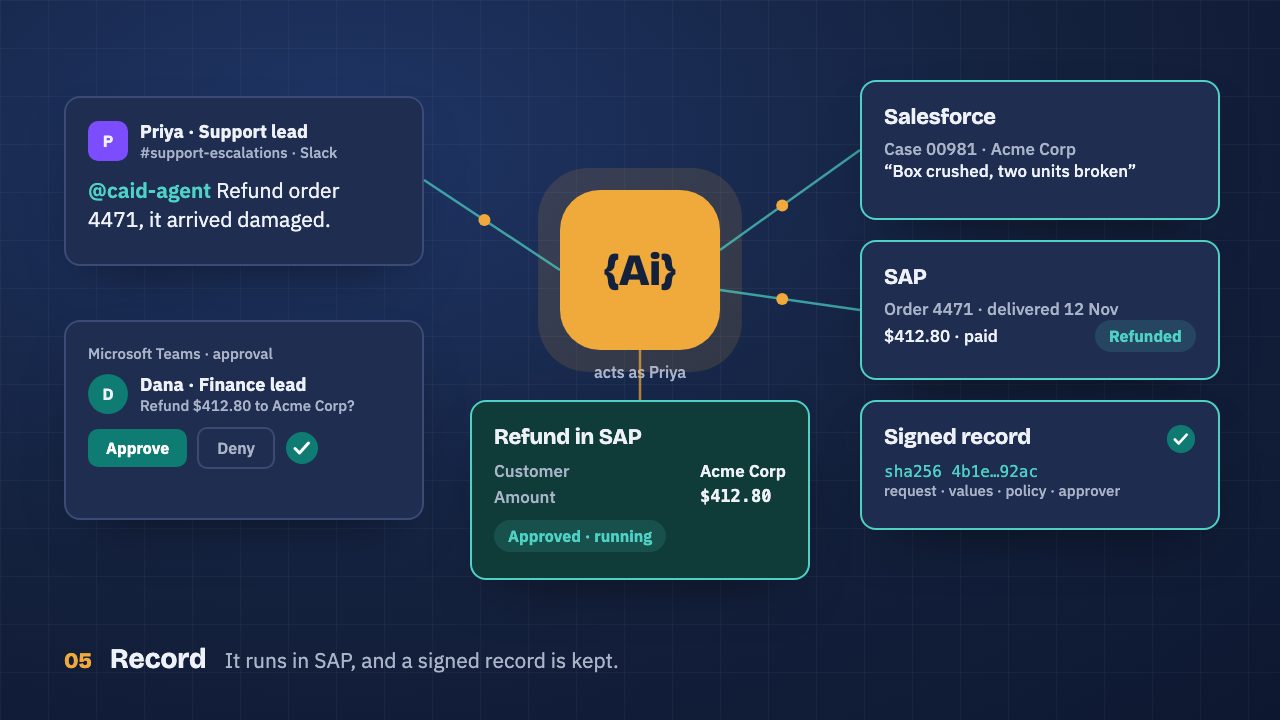 P
Priya · Support lead
#support-escalations · Slack
@caid-agent Refund order
4471, it arrived damaged.
Microsoft Teams · approval
D
Dana · Finance lead
Refund $412.80 to Acme Corp?
Approve
Deny
{Ai}
acts as Priya
Refund in SAP
Customer Acme Corp
Amount $412.80
Approved · running
Salesforce
Case 00981 · Acme Corp
“Box crushed, two units broken”
SAP
Order 4471 · delivered 12 Nov
$412.80 · paid
Refunded
Signed record
sha256 4b1e…92ac
request · values · policy · approver
05 Record It runs in SAP, and a signed record is kept.